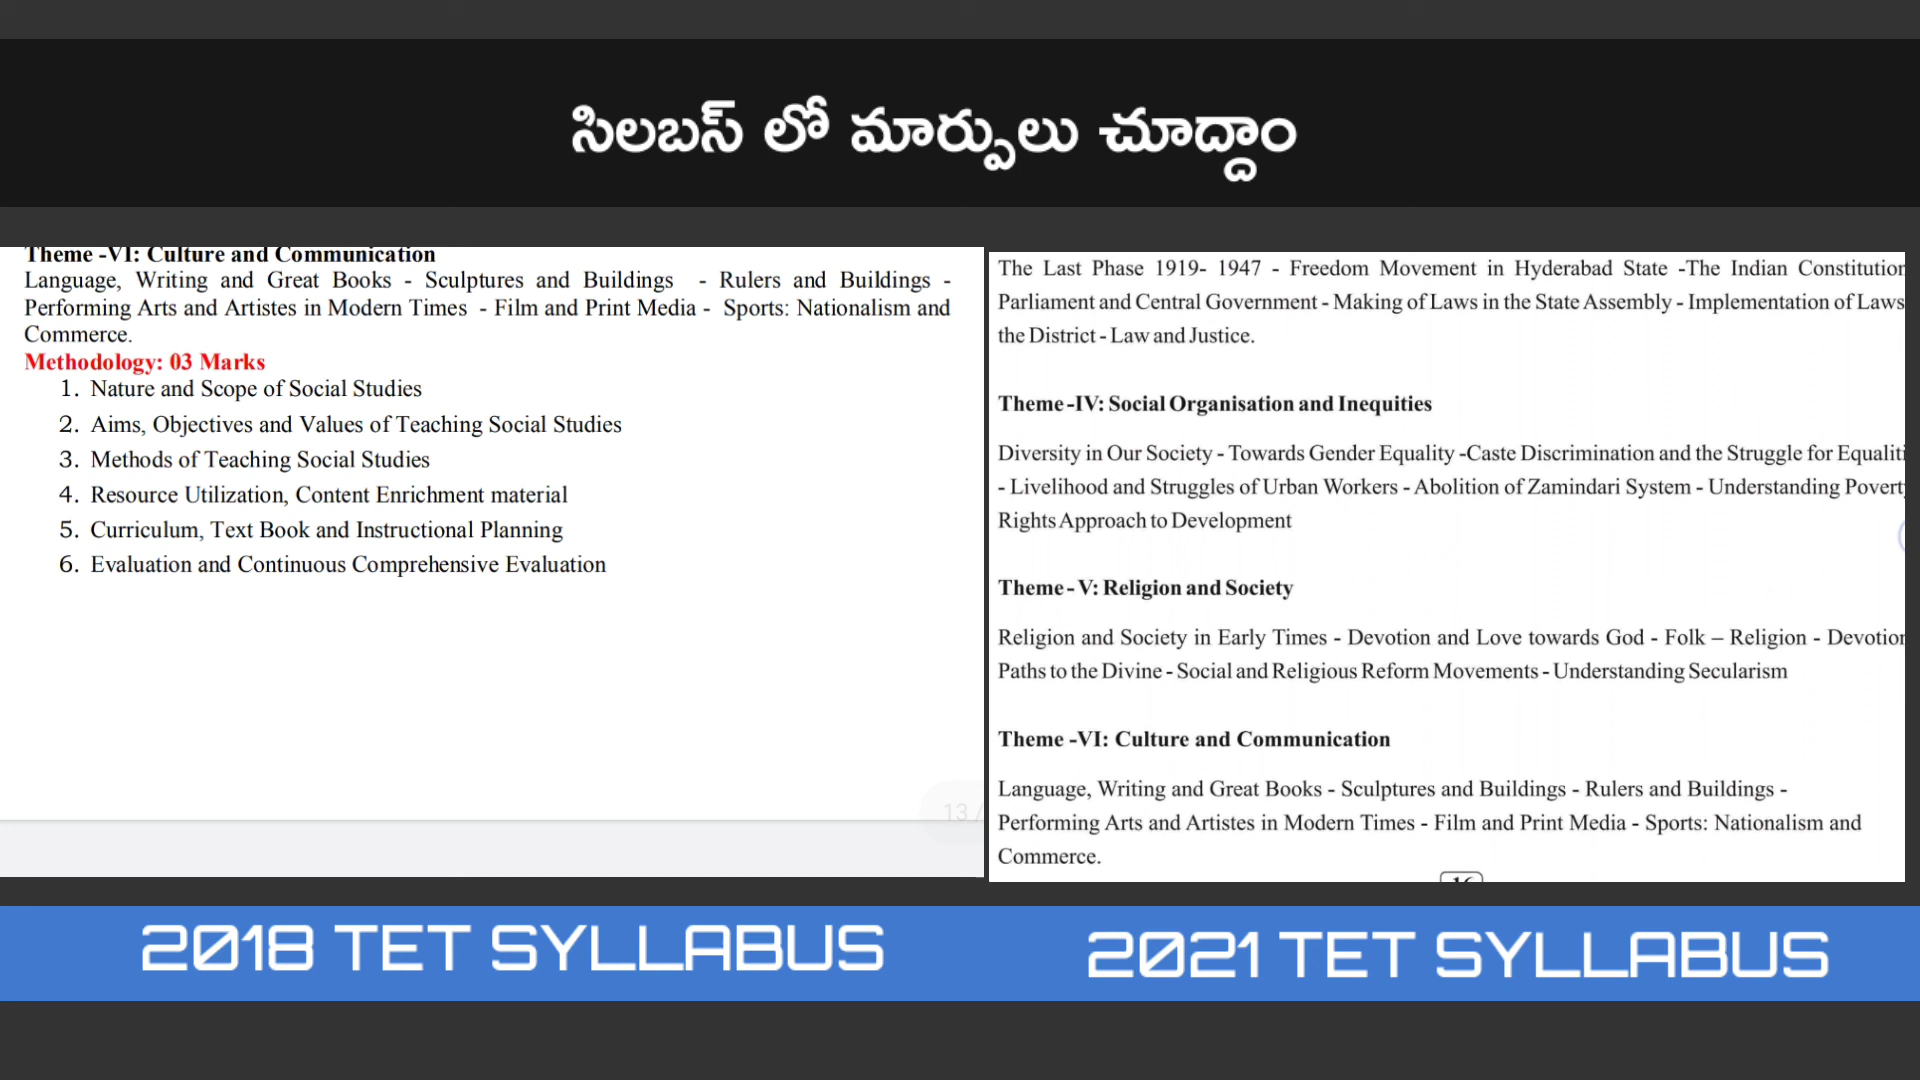 సిలబస్ లో మార్పులు చూద్దాం
Theme -VI: Culture and Communication
Language, Writing and Great Books - Sculptures and Buildings - Rulers and Buildings -
Performing Arts and Artistes in Modern Times - Film and Print Media - Sports: Nationalism and
Commerce.
Methodology: 03 Marks
1. Nature and Scope of Social Studies
2. Aims, Objectives and Values of Teaching Social Studies
3. Methods of Teaching Social Studies
4. Resource Utilization, Content Enrichment material
5. Curriculum, Text Book and Instructional Planning
6. Evaluation and Continuous Comprehensive Evaluation
13 /
The Last Phase 1919- 1947 - Freedom Movement in Hyderabad State -The Indian Constitution
Parliament and Central Government - Making of Laws in the State Assembly - Implementation of Laws
the District - Law and Justice.
Theme -IV: Social Organisation and Inequities
Diversity in Our Society - Towards Gender Equality -Caste Discrimination and the Struggle for Equaliti
- Livelihood and Struggles of Urban Workers - Abolition of Zamindari System - Understanding Povert
Rights Approach to Development
Theme - V: Religion and Society
Religion and Society in Early Times - Devotion and Love towards God - Folk – Religion - Devotion
Paths to the Divine - Social and Religious Reform Movements - Understanding Secularism
Theme -VI: Culture and Communication
Language, Writing and Great Books - Sculptures and Buildings - Rulers and Buildings -
Performing Arts and Artistes in Modern Times - Film and Print Media - Sports: Nationalism and
Commerce.
2018 TET SYLLABUS
2021 TET SYLLABUS